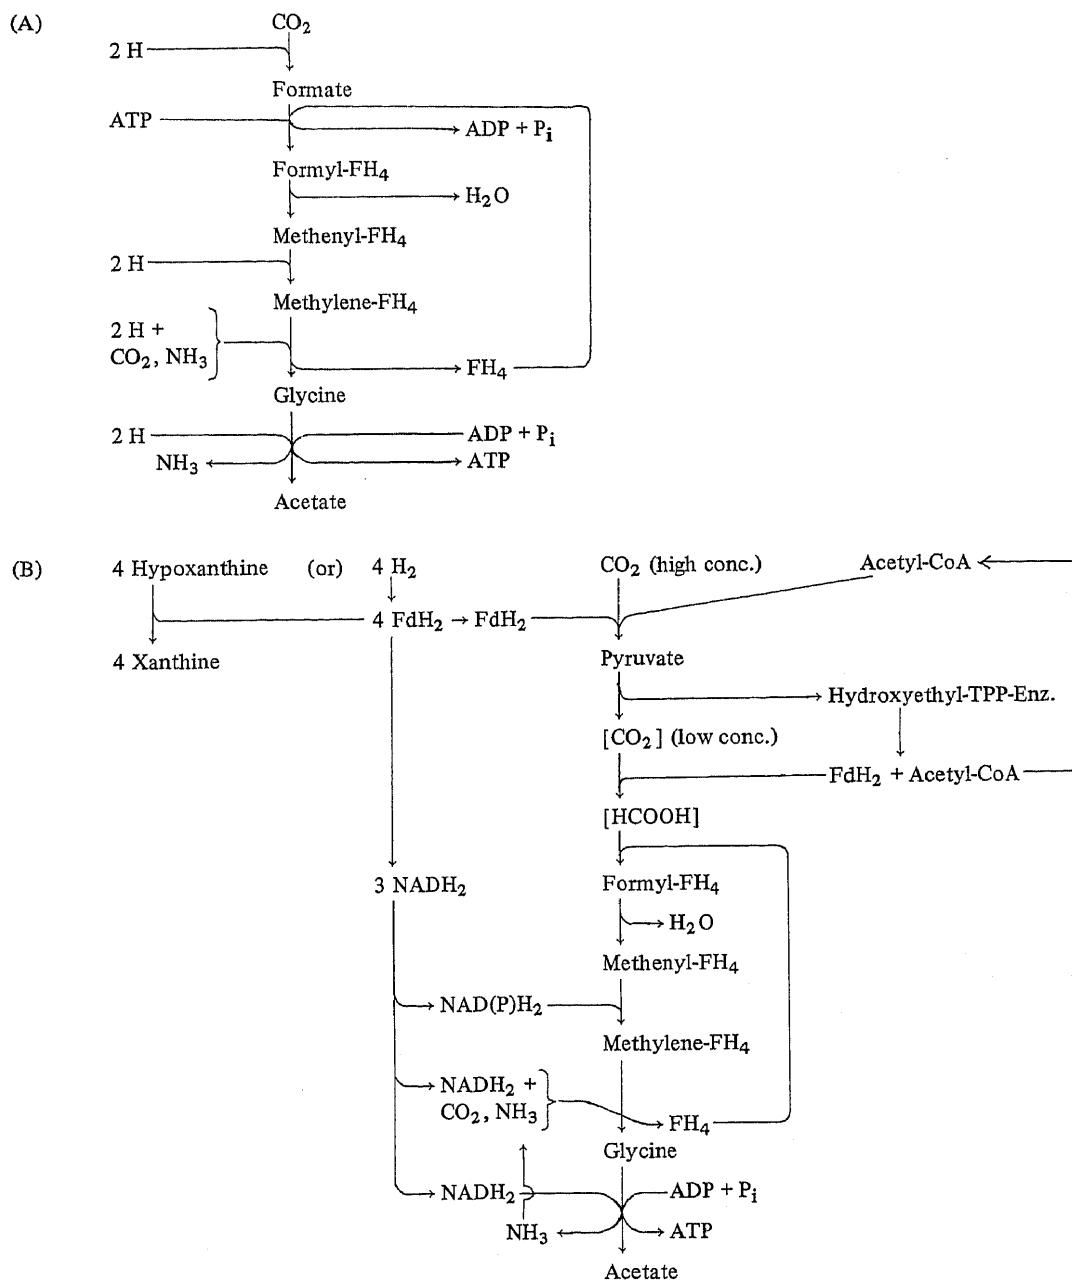 (A)
CO₂
2 H
Formate
ATP
ADP + Pi
Formyl-FH₄
H₂O
Methenyl-FH₄
2 H
Methylene-FH₄
2 H +
CO₂, NH₃
FH₄
Glycine
2 H
ADP + Pi
NH₃
ATP
Acetate
(B)
4 Hypoxanthine (or) 4 H₂
CO₂ (high conc.)
Acetyl-CoA
4 FdH₂ → FdH₂
4 Xanthine
Pyruvate
Hydroxyethyl-TPP-Enz.
[CO₂] (low conc.)
FdH₂ + Acetyl-CoA
[HCOOH]
3 NADH₂
Formyl-FH₄
H₂O
Methenyl-FH₄
NAD(P)H₂
Methylene-FH₄
NADH₂ +
CO₂, NH₃
FH₄
Glycine
NADH₂
ADP + Pi
NH₃
ATP
Acetate